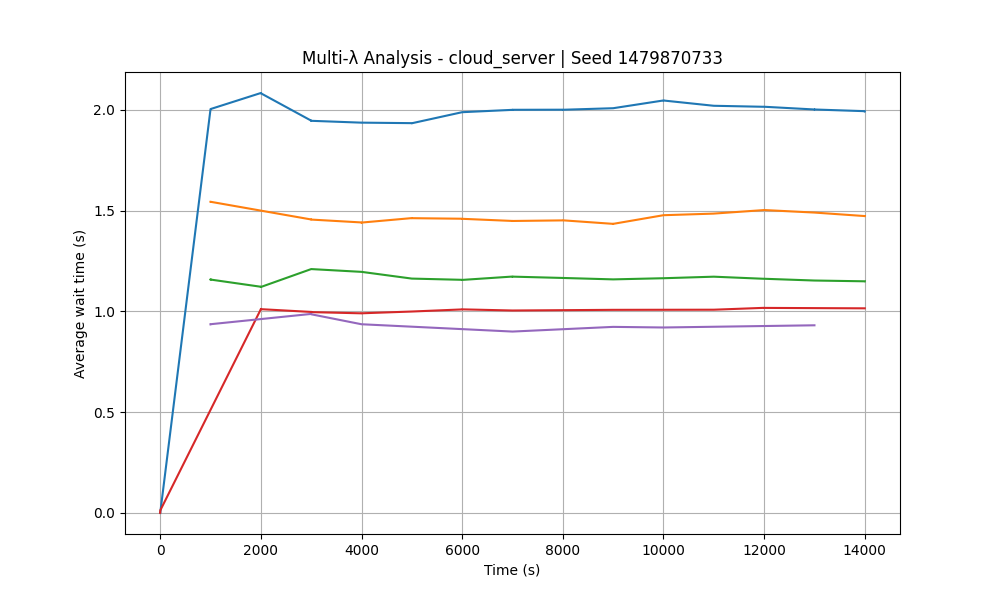 Multi-λ Analysis - cloud_server | Seed 1479870733
Average wait time (s)
2.0
1.5
1.0
0.5
0.0
0 2000 4000 6000 8000 10000 12000 14000
Time (s)